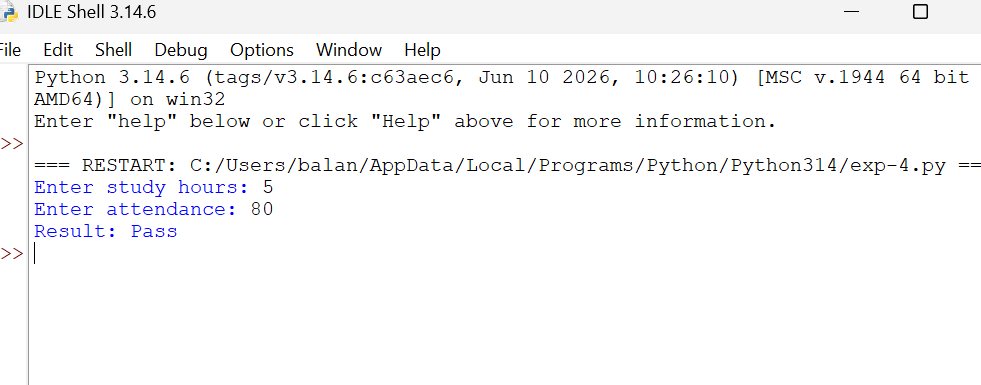 IDLE Shell 3.14.6
File Edit Shell Debug Options Window Help
Python 3.14.6 (tags/v3.14.6:c63aec6, Jun 10 2026, 10:26:10) [MSC v.1944 64 bit
AMD64)] on win32
Enter "help" below or click "Help" above for more information.
>>
=== RESTART: C:/Users/balan/AppData/Local/Programs/Python/Python314/exp-4.py ==
Enter study hours: 5
Enter attendance: 80
Result: Pass
>>